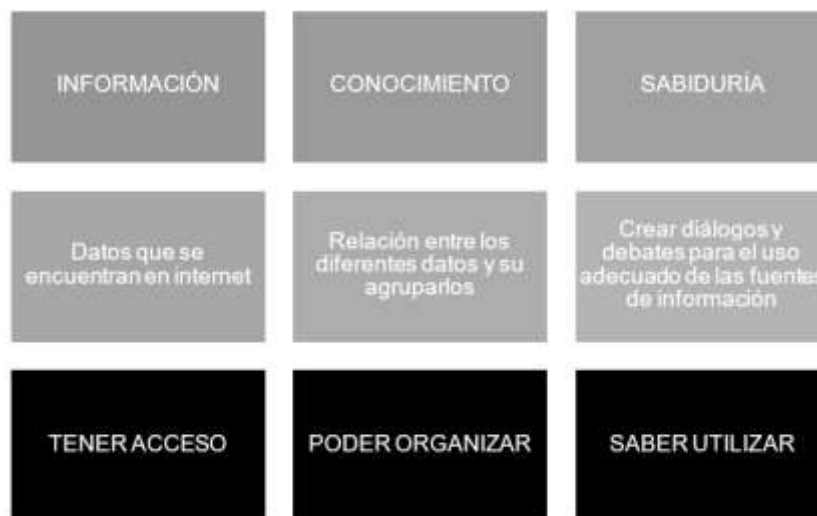 INFORMACIÓN
CONOCIMIENTO
SABIDURÍA
Datos que se
encuentran en internet
Relación entre los
diferentes datos y su
agruparlos
Crear diálogos y
debates para el uso
adecuado de las fuentes
de información
TENER ACCESO
PODER ORGANIZAR
SABER UTILIZAR